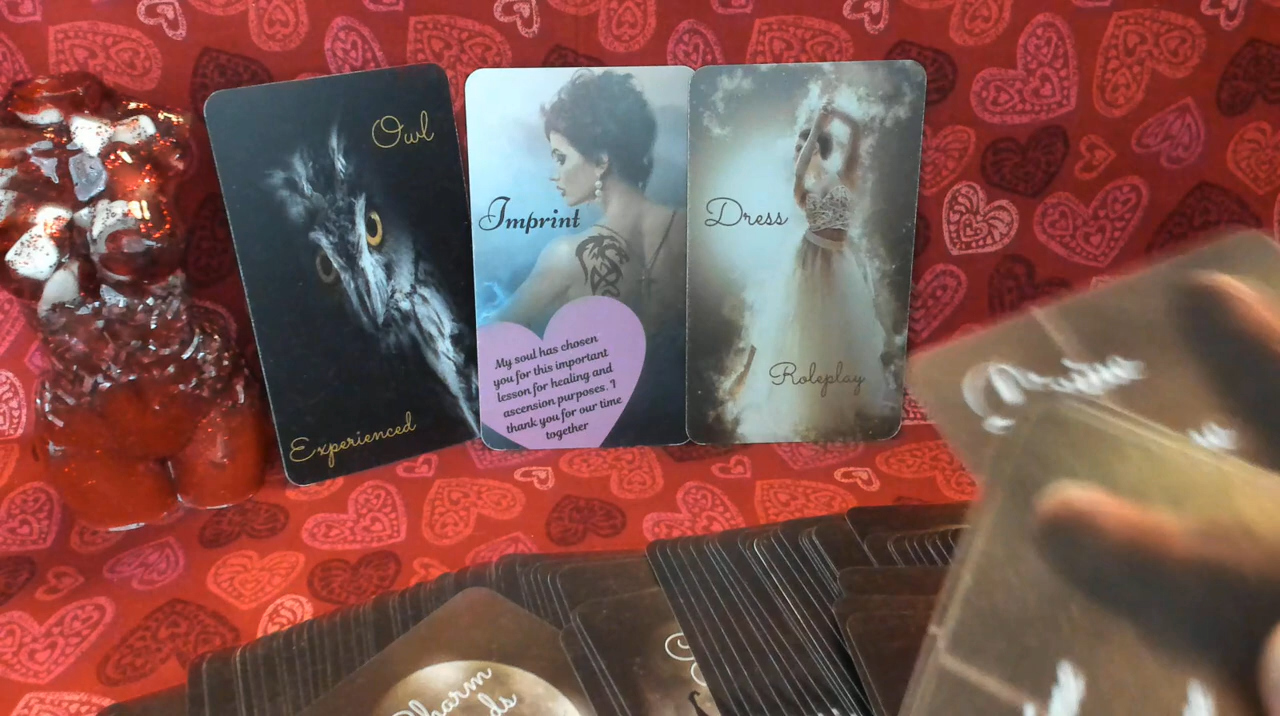 Owl
Experienced
Imprint
My soul has chosen
you for this important
lesson for healing and
ascension purposes. I
thank you for our time
together
Dress
Roleplay
Charm